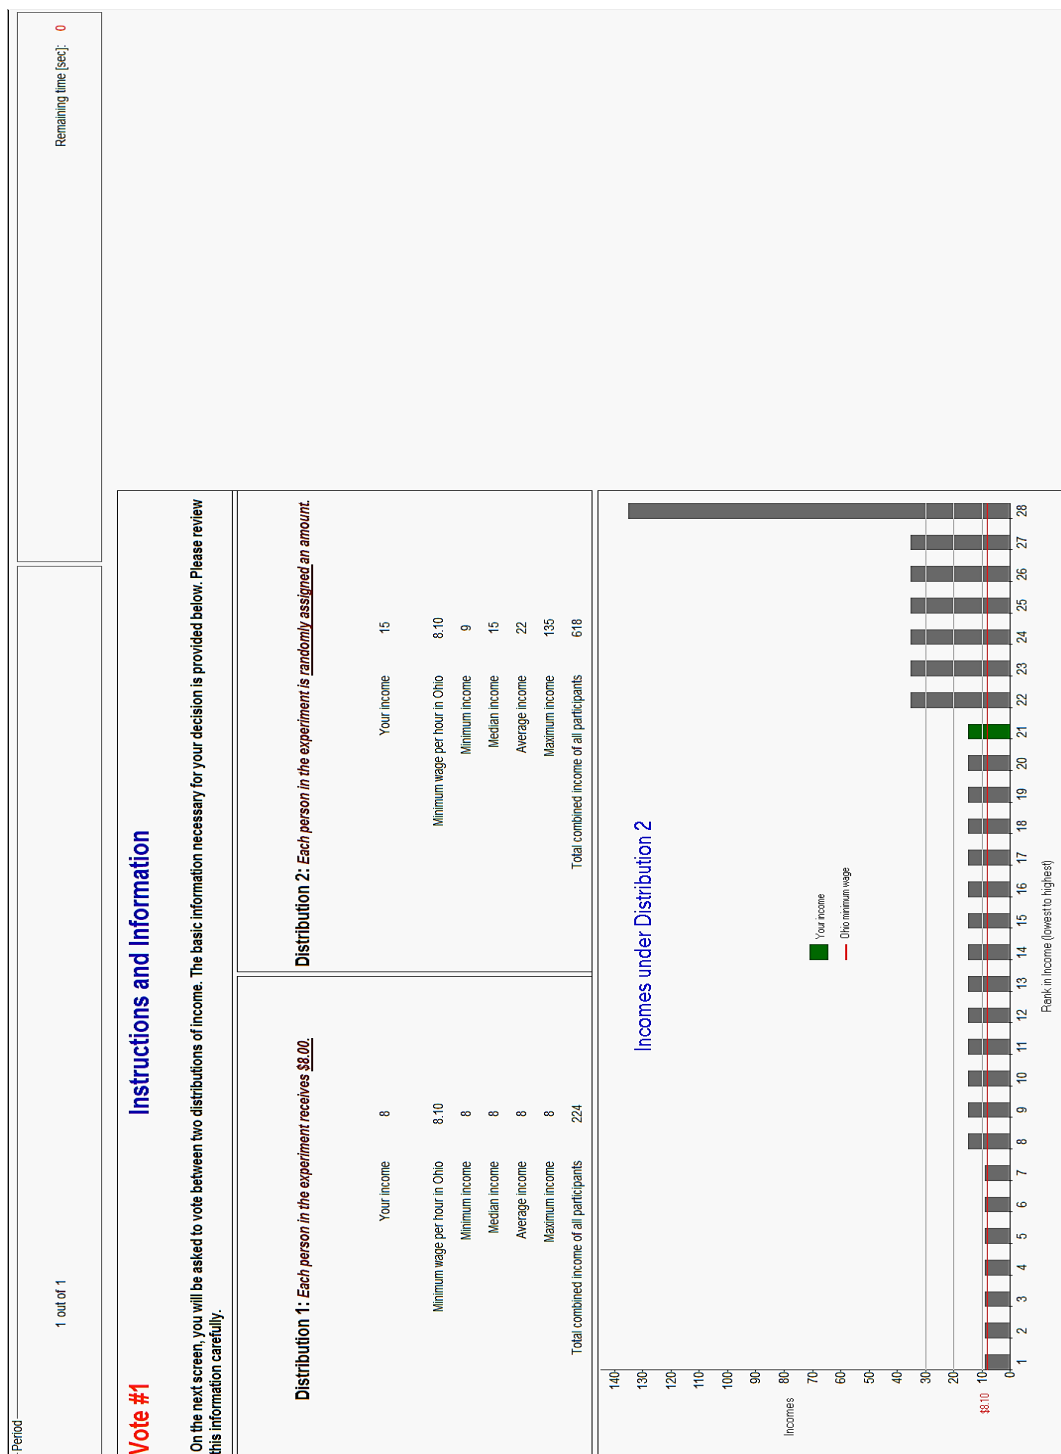 Period
1 out of 1
Remaining time [sec]: 0
Vote #1
Instructions and Information
On the next screen, you will be asked to vote between two distributions of income. The basic information necessary for your decision is provided below. Please review
this information carefully.
Distribution 1: Each person in the experiment receives $8.00.
Your income 8
Minimum wage per hour in Ohio 8.10
Minimum income 8
Median income 8
Average income 8
Maximum income 8
Total combined income of all participants 224
Distribution 2: Each person in the experiment is randomly assigned an amount.
Your income 15
Minimum wage per hour in Ohio 8.10
Minimum income 9
Median income 15
Average income 22
Maximum income 135
Total combined income of all participants 618
Incomes under Distribution 2
Your income
Ohio minimum wage
Incomes
140
130
120
110
100
90
80
70
60
50
40
30
20
10
$8.10
0
1 2 3 4 5 6 7 8 9 10 11 12 13 14 15 16 17 18 19 20 21 22 23 24 25 26 27 28
Rank in Income (lowest to highest)